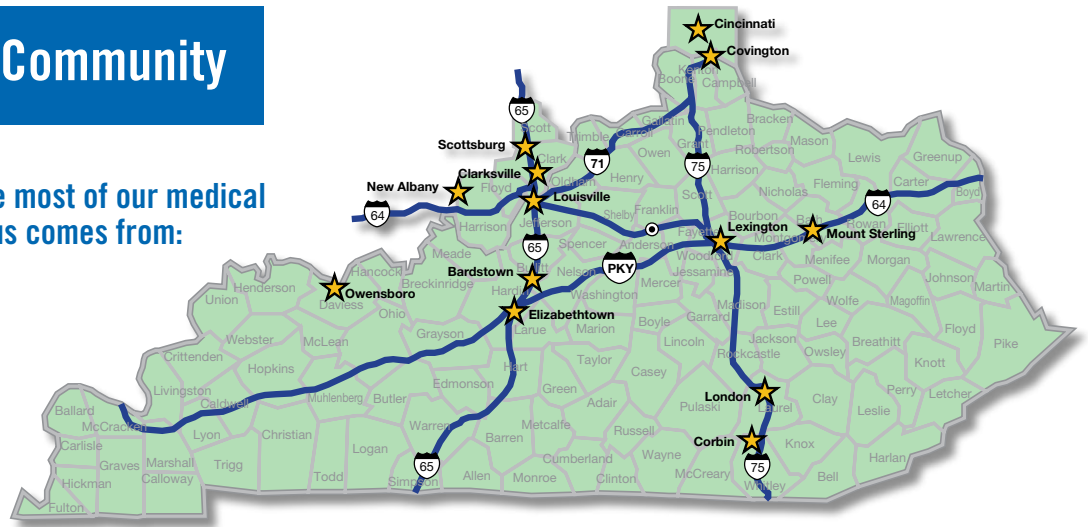 Community
e most of our medical
us comes from:
Cincinnati
Covington
Kenton
Boone
Campbell
65
Scott
Scottsburg
Trimble
Carroll
Gallatin
Grant
Pendleton
Bracken
Mason
Robertson
Lewis
Greenup
Clark
Clarksville
71
Owen
75
Harrison
New Albany
Floyd
Oldham
Henry
Scott
Nicholas
Fleming
Carter
Boyd
64
Louisville
Shelby
Franklin
Bourbon
Bath
Rowan
64
Elliott
Harrison
Jefferson
Lexington
Fayette
Mount Sterling
Lawrence
65
Spencer
Anderson
Woodford
Clark
Menifee
Morgan
Meade
Bardstown
Nelson
PKY
Mercer
Jessamine
Powell
Johnson
Martin
Hancock
Breckinridge
Hardin
Washington
Madison
Estill
Wolfe
Magoffin
Union
Henderson
Owensboro
Daviess
Ohio
Elizabethtown
Larue
Marion
Boyle
Garrard
Lee
Floyd
Webster
McLean
Grayson
Lincoln
Jackson
Rockcastle
Owsley
Breathitt
Pike
Crittenden
Hopkins
Hart
Taylor
Casey
Knott
Livingston
Caldwell
Muhlenberg
Butler
Edmonson
Green
Adair
London
Laurel
Clay
Perry
Letcher
Ballard
McCracken
Lyon
Christian
Warren
Metcalfe
Pulaski
Leslie
Carlisle
Graves
Marshall
Trigg
Logan
Barren
Russell
Corbin
Knox
Hickman
Calloway
Todd
65
Simpson
Allen
Monroe
Cumberland
Clinton
Wayne
McCreary
75
Whitley
Bell
Harlan
Fulton